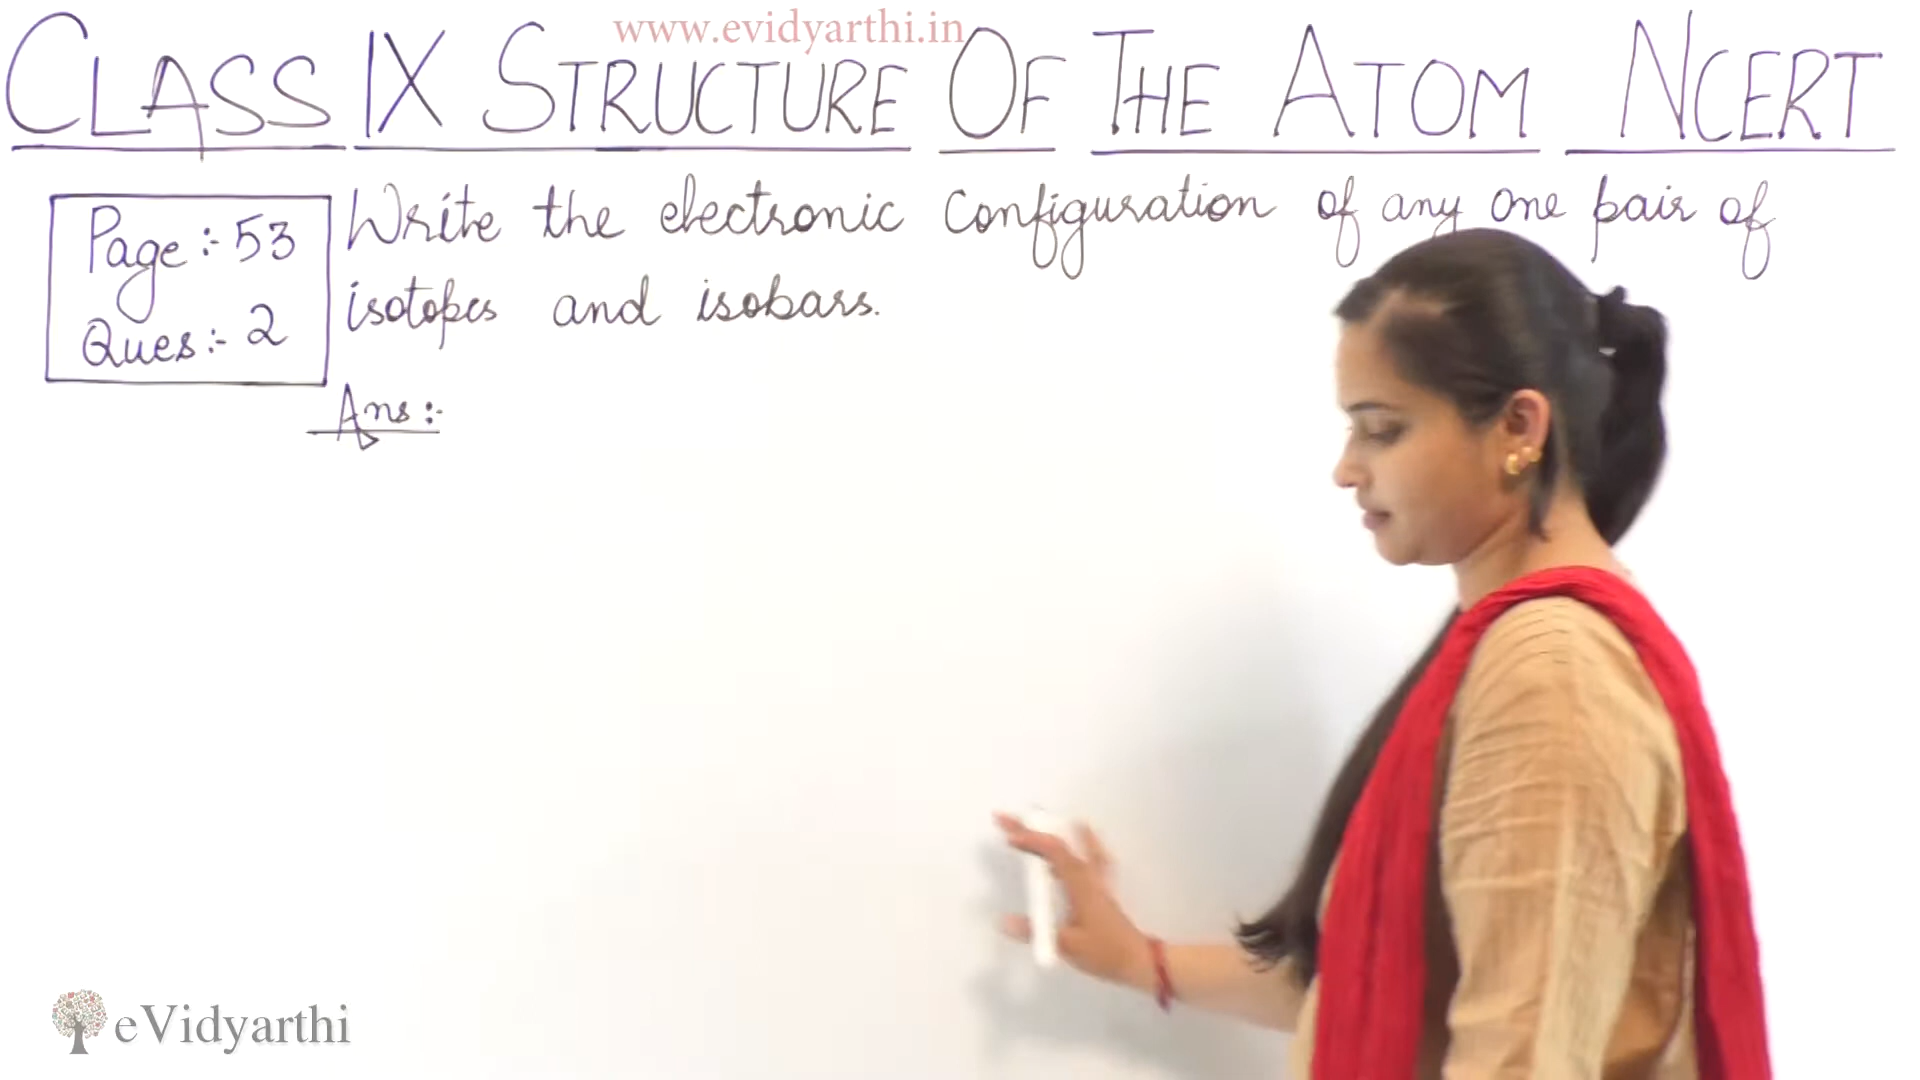 www.evidyarthi.in
CLASS IX STRUCTURE OF THE ATOM NCERT
Page :- 53
Ques :- 2
Write the electronic configuration of any one pair of
isotopes and isobars.
Ans :-
eVidyarthi